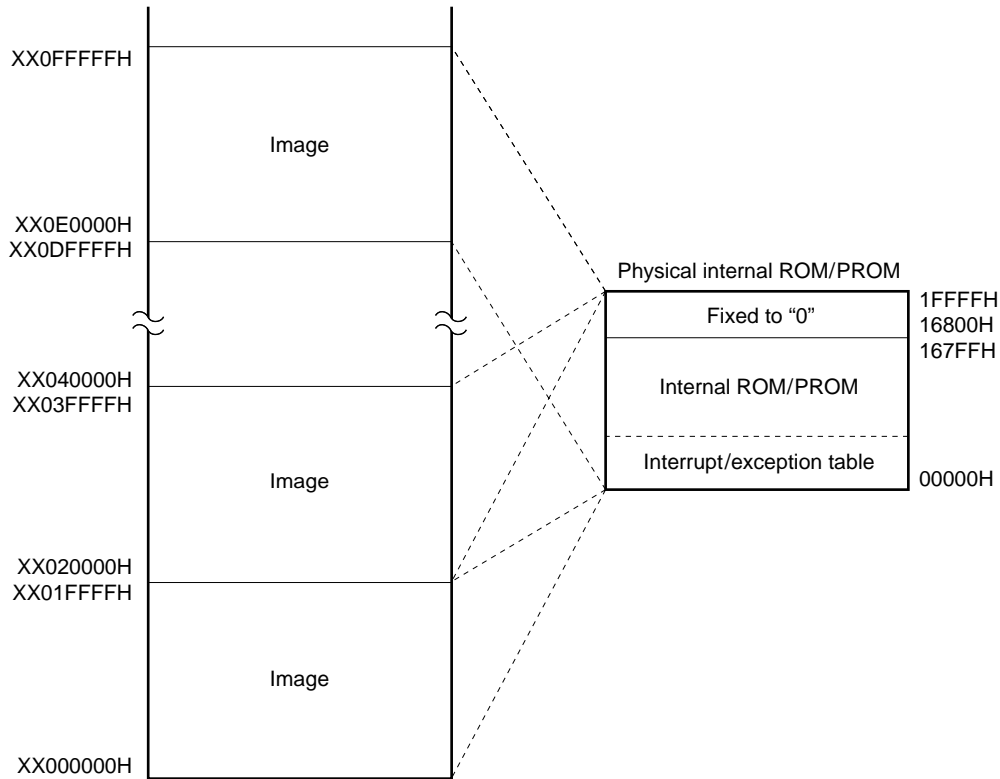 XX0FFFFFH
Image
XX0E0000H
XX0DFFFFH
XX040000H
XX03FFFFH
Image
XX020000H
XX01FFFFH
Image
XX000000H
Physical internal ROM/PROM
Fixed to “0”
1FFFFH
16800H
167FFH
Internal ROM/PROM
Interrupt/exception table
00000H